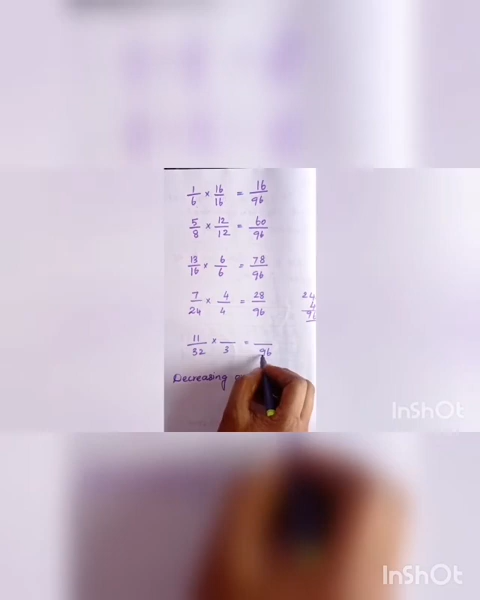 1/6 × 16/16 = 16/96
5/8 × 12/12 = 60/96
13/16 × 6/6 = 78/96
7/24 × 4/4 = 28/96
24
4
11/32 × /3 = /96
Decreasing
InShOt
InShOt